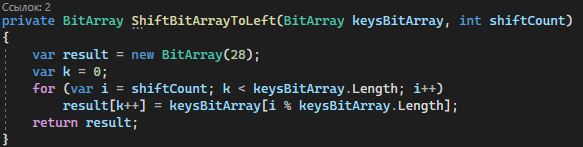 Ссылок: 2
private BitArray ShiftBitArrayToLeft(BitArray keysBitArray, int shiftCount)
{
    var result = new BitArray(28);
    var k = 0;
    for (var i = shiftCount; k < keysBitArray.Length; i++)
        result[k++] = keysBitArray[i % keysBitArray.Length];
    return result;
}